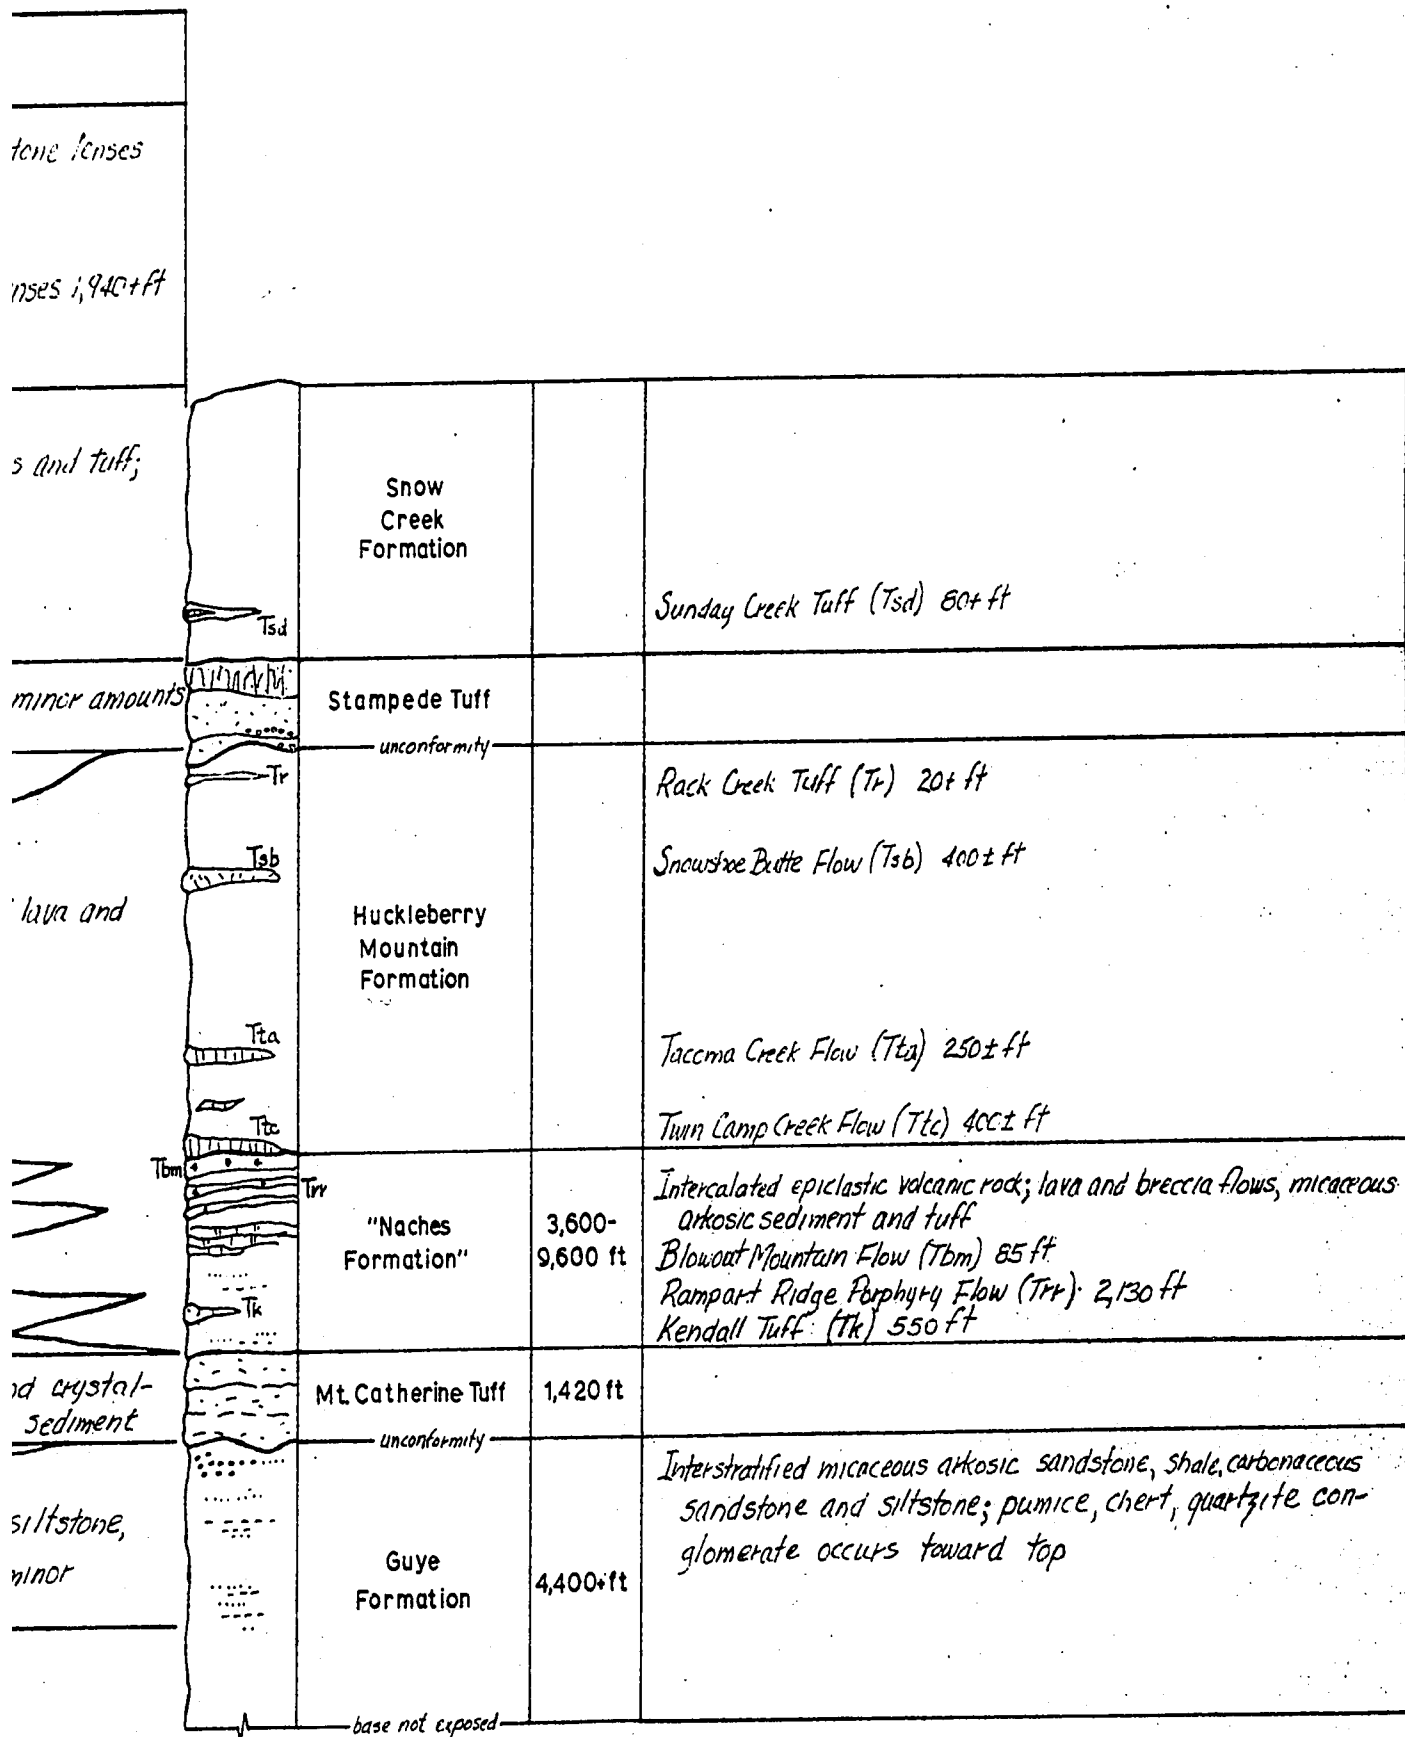 tone lenses
nses 1,940+ft
s and tuff;
Snow
Creek
Formation
Tsd
Sunday Creek Tuff (Tsd) 80+ ft
minor amounts
Stampede Tuff
unconformity
Tr
Rack Creek Tuff (Tr) 20+ ft
Tsb
Snowshoe Butte Flow (Tsb) 400± ft
lava and
Huckleberry
Mountain
Formation
Tta
Tacoma Creek Flow (Tta) 250± ft
Ttc
Twin Camp Creek Flow (Ttc) 400± ft
Tbm
Trr
"Naches
Formation"
3,600-
9,600 ft
Intercalated epiclastic volcanic rock; lava and breccia flows, micaceous
arkosic sediment and tuff
Blowout Mountain Flow (Tbm) 85 ft
Rampart Ridge Porphyry Flow (Trr) 2,130 ft
Tk
Kendall Tuff (Tk) 550 ft
nd crystal-
sediment
Mt. Catherine Tuff
1,420 ft
unconformity
siltstone,
minor
Guye
Formation
4,400+ft
Interstratified micaceous arkosic sandstone, shale, carbonaceous
sandstone and siltstone; pumice, chert, quartzite con-
glomerate occurs toward top
base not exposed